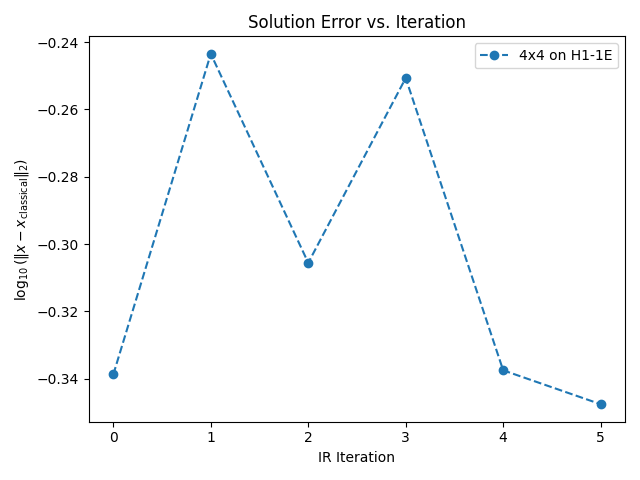 Solution Error vs. Iteration
4x4 on H1-1E
−0.24
−0.26
−0.28
−0.30
−0.32
−0.34
log₁₀(‖x − x_classical‖₂)
0 1 2 3 4 5
IR Iteration